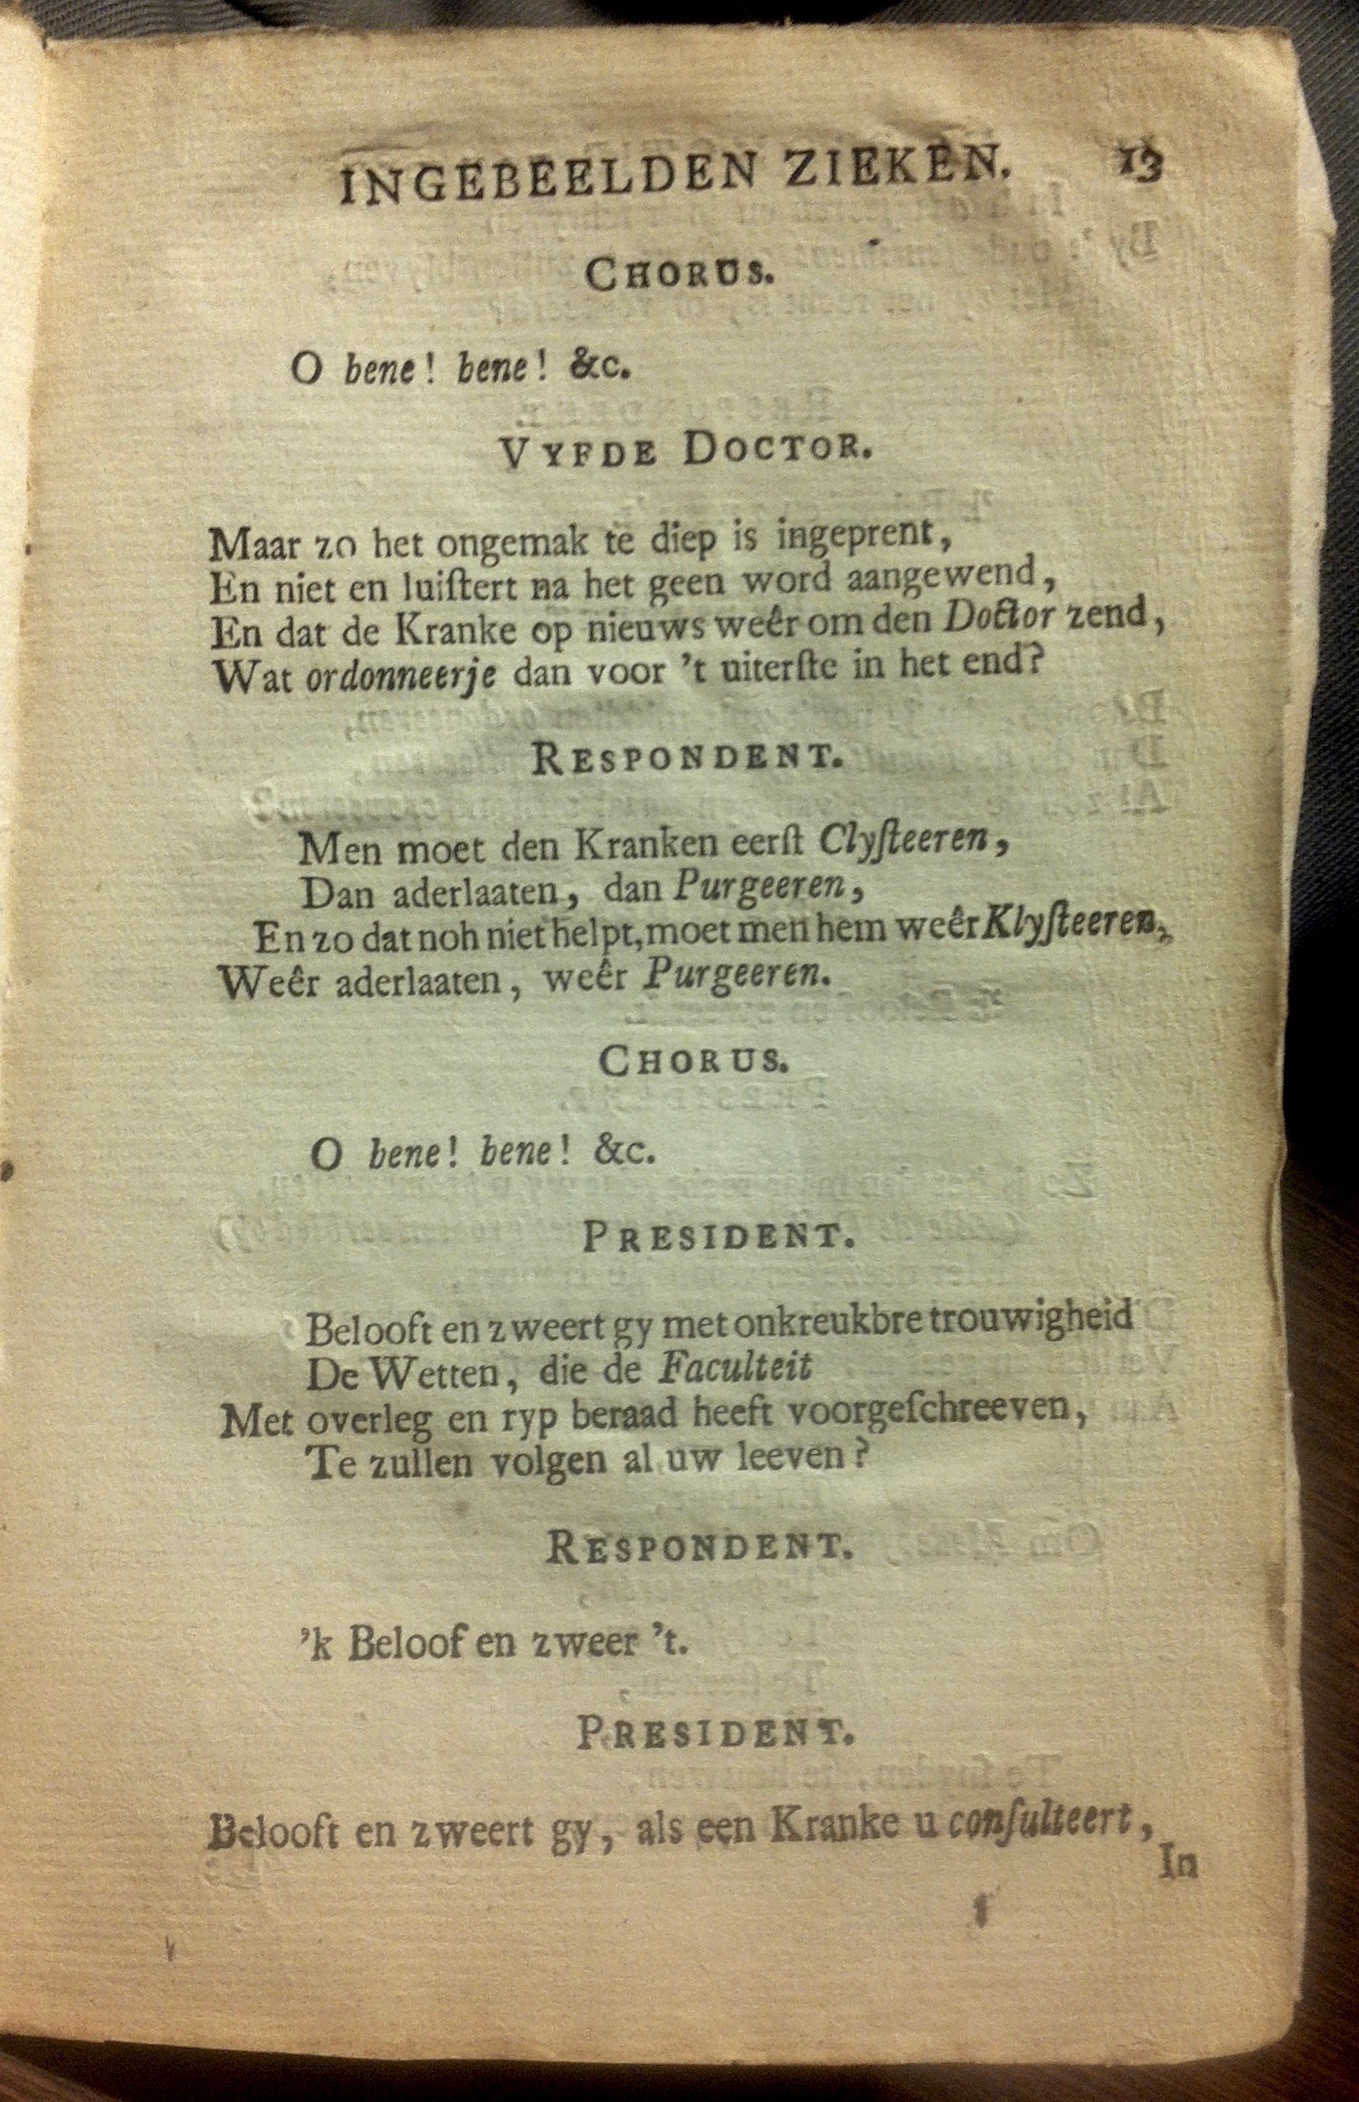 INGEBEELDEN ZIEKEN. 13
CHORUS.
O bene! bene! &c.
VYFDE DOCTOR.
Maar zo het ongemak te diep is ingeprent,
En niet en luiſtert na het geen word aangewend,
En dat de Kranke op nieuws weêr om den Doctor zend,
Wat ordonneerje dan voor 't uiterſte in het end?
RESPONDENT.
Men moet den Kranken eerſt Clyſteeren,
Dan aderlaaten, dan Purgeeren,
En zo dat noh niet helpt, moet men hem weêr Klyſteeren,
Weêr aderlaaten, weêr Purgeeren.
CHORUS.
O bene! bene! &c.
PRESIDENT.
Belooft en zweert gy met onkreukbre trouwigheid
De Wetten, die de Faculteit
Met overleg en ryp beraad heeft voorgeſchreeven,
Te zullen volgen al uw leeven?
RESPONDENT.
'k Beloof en zweer 't.
PRESIDENT.
Belooft en zweert gy, als een Kranke u conſulteert,
In